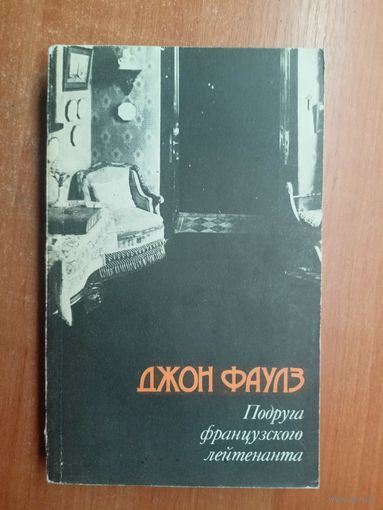 ДЖОН ФАУЛЗ
Подруга
французского
лейтенанта